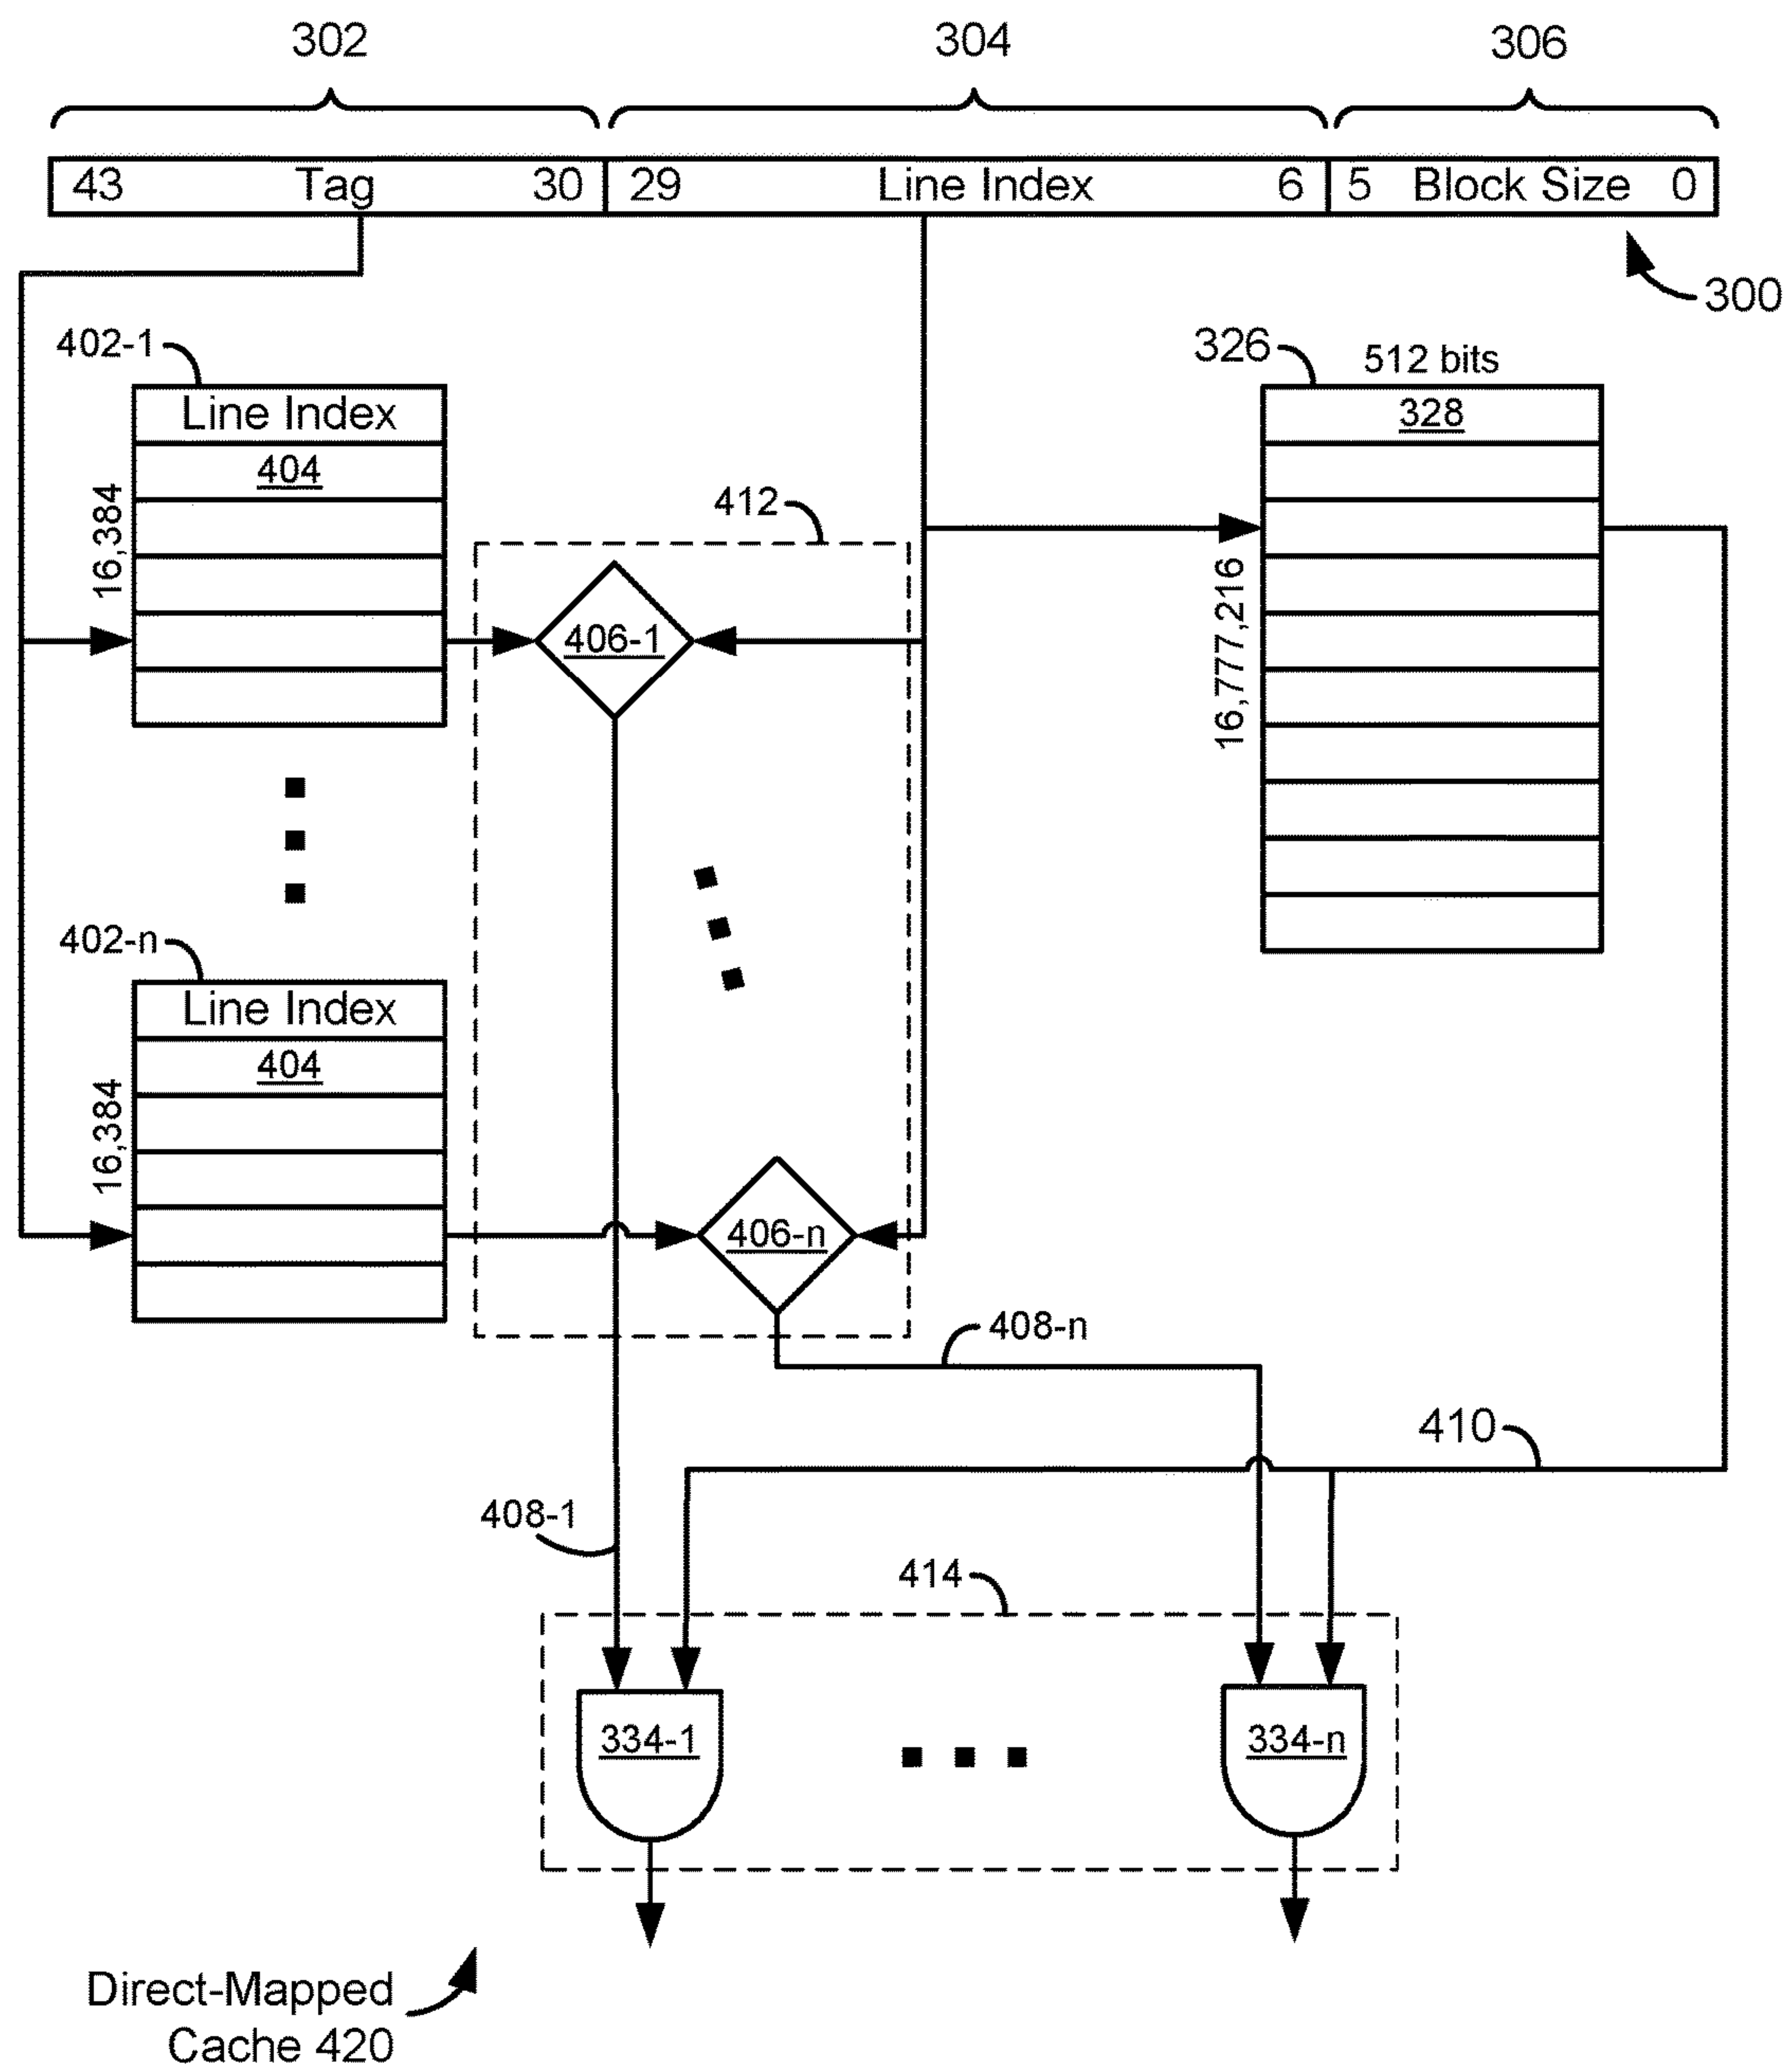 302 304 306
43 Tag 30 29 Line Index 6 5 Block Size 0
300
402-1
326
512 bits
Line Index
328
404
16,384
412
16,777,216
406-1
402-n
Line Index
404
16,384
406-n
408-n
410
408-1
414
334-1
334-n
Direct-Mapped
Cache 420